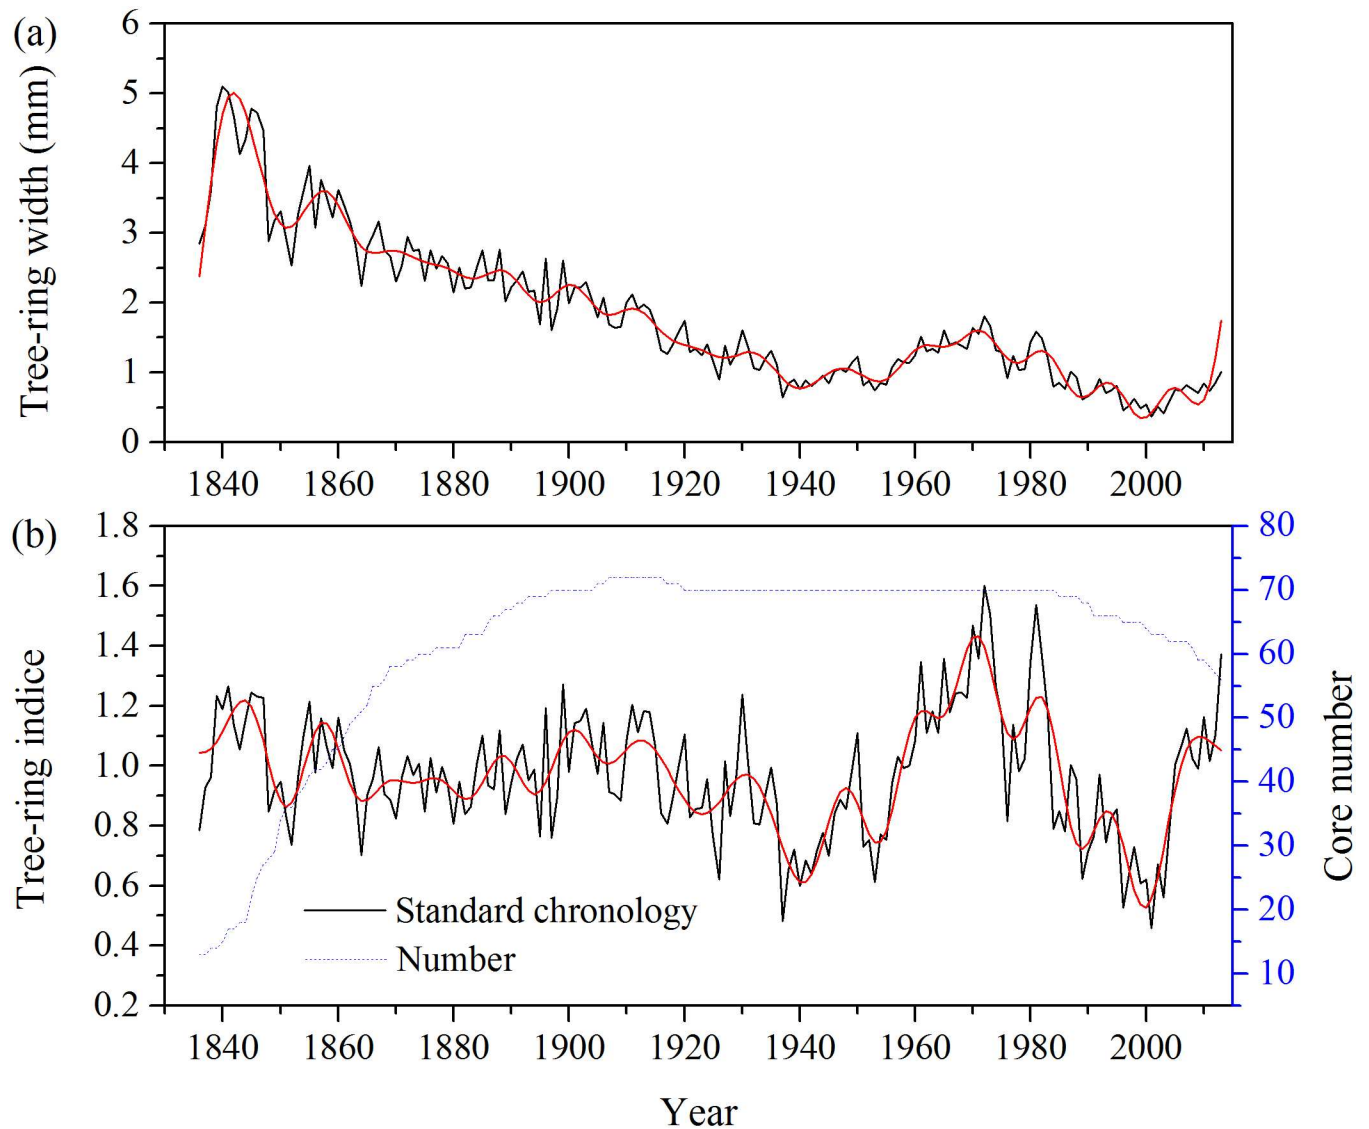 (a)
Tree-ring width (mm)
6
5
4
3
2
1
0
1840 1860 1880 1900 1920 1940 1960 1980 2000
(b)
Tree-ring indice
1.8
1.6
1.4
1.2
1.0
0.8
0.6
0.4
0.2
Standard chronology
Number
80
70
60
50
40
30
20
10
Core number
1840 1860 1880 1900 1920 1940 1960 1980 2000
Year